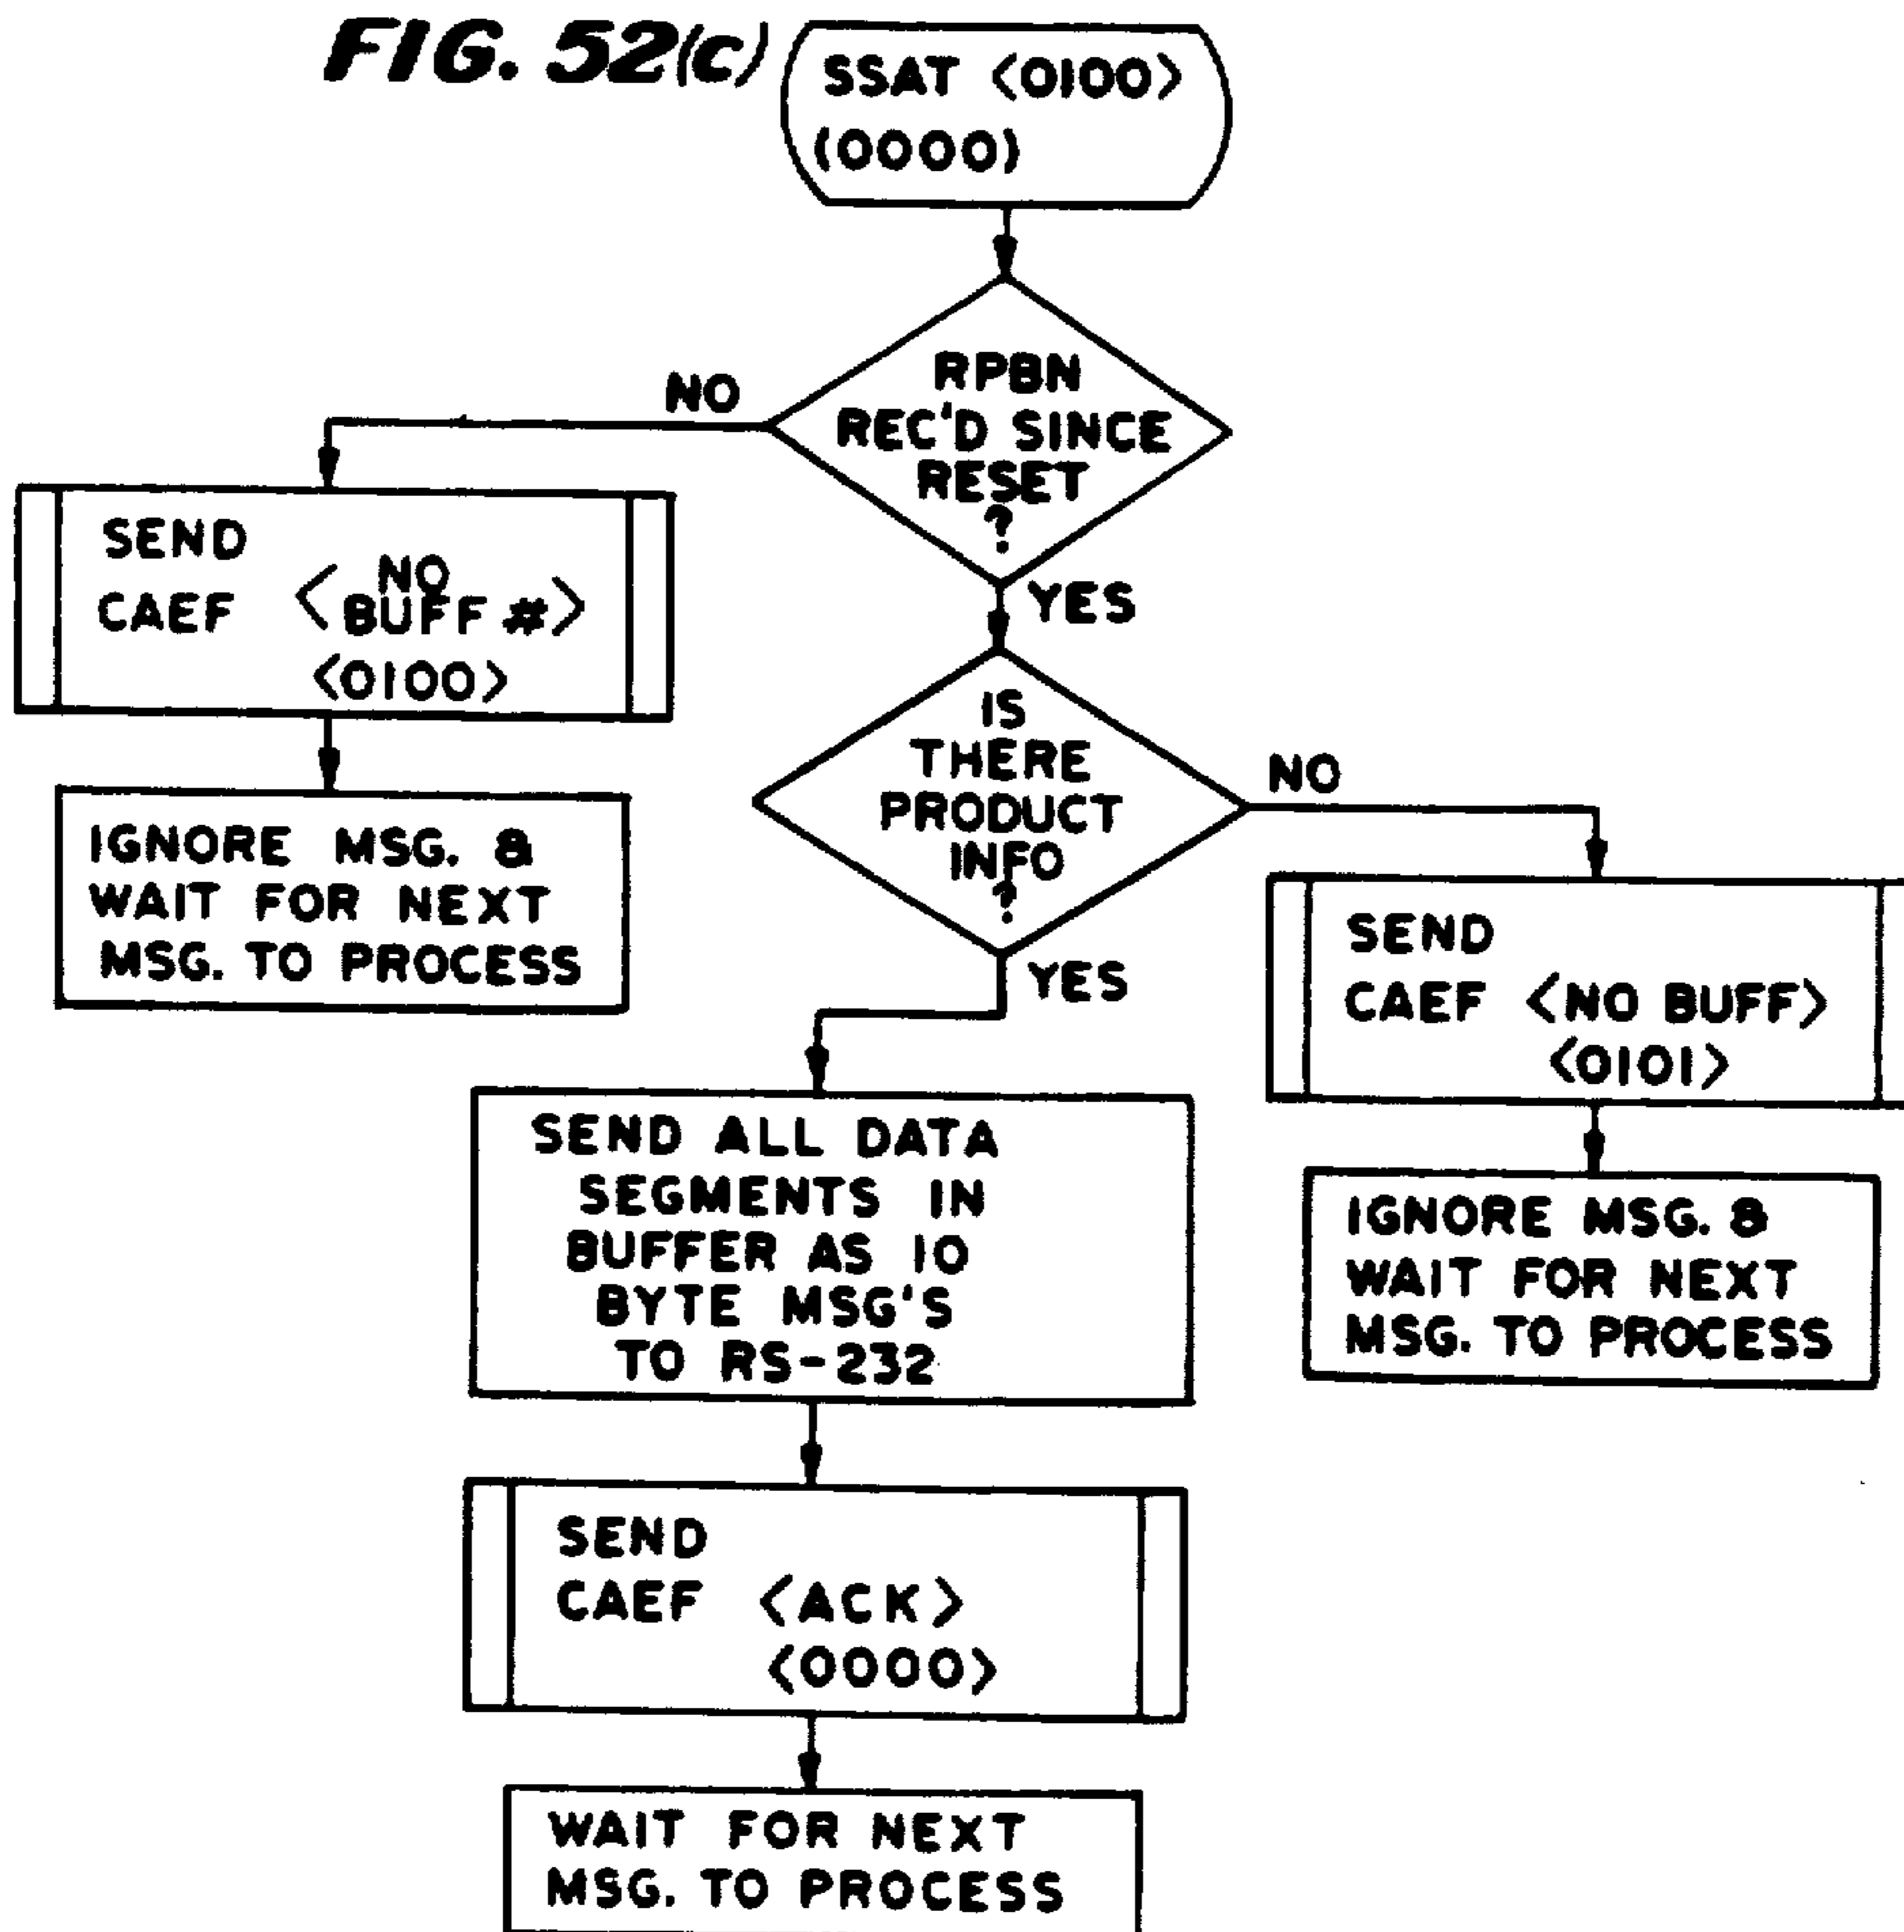 FIG. 52(c)
SSAT <0100>
(0000)
RPBN
REC'D SINCE
RESET
?
NO
YES
SEND
NO
CAEF < BUFF # >
<0100>
IGNORE MSG. &
WAIT FOR NEXT
MSG. TO PROCESS
IS
THERE
PRODUCT
INFO
?
NO
YES
SEND
CAEF <NO BUFF>
<0101>
IGNORE MSG. &
WAIT FOR NEXT
MSG. TO PROCESS
SEND ALL DATA
SEGMENTS IN
BUFFER AS 10
BYTE MSG'S
TO RS-232
SEND
CAEF <ACK>
<0000>
WAIT FOR NEXT
MSG. TO PROCESS